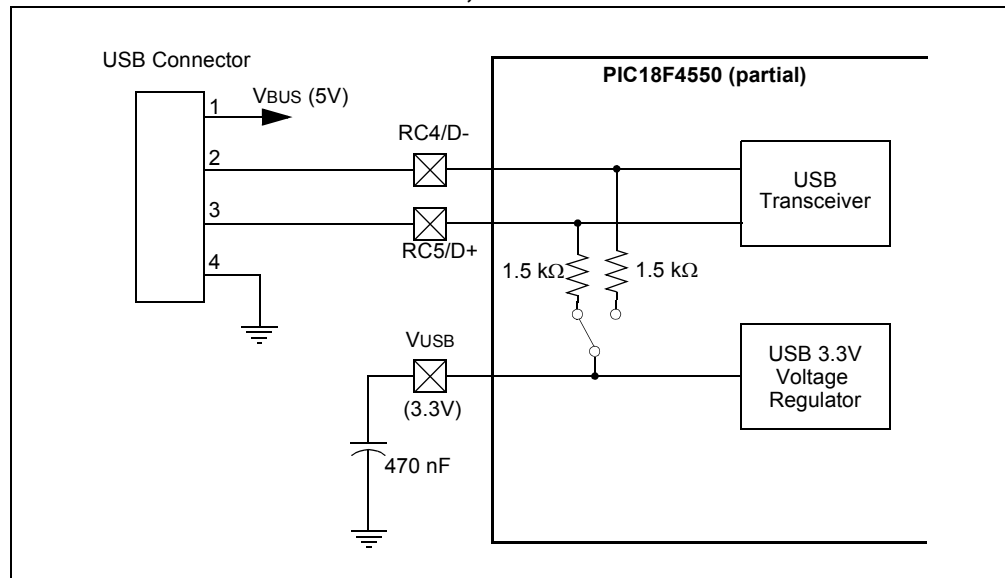 USB Connector
VBUS (5V)
1
2
3
4
RC4/D-
RC5/D+
PIC18F4550 (partial)
USB
Transceiver
1.5 kΩ
1.5 kΩ
VUSB
(3.3V)
470 nF
USB 3.3V
Voltage
Regulator